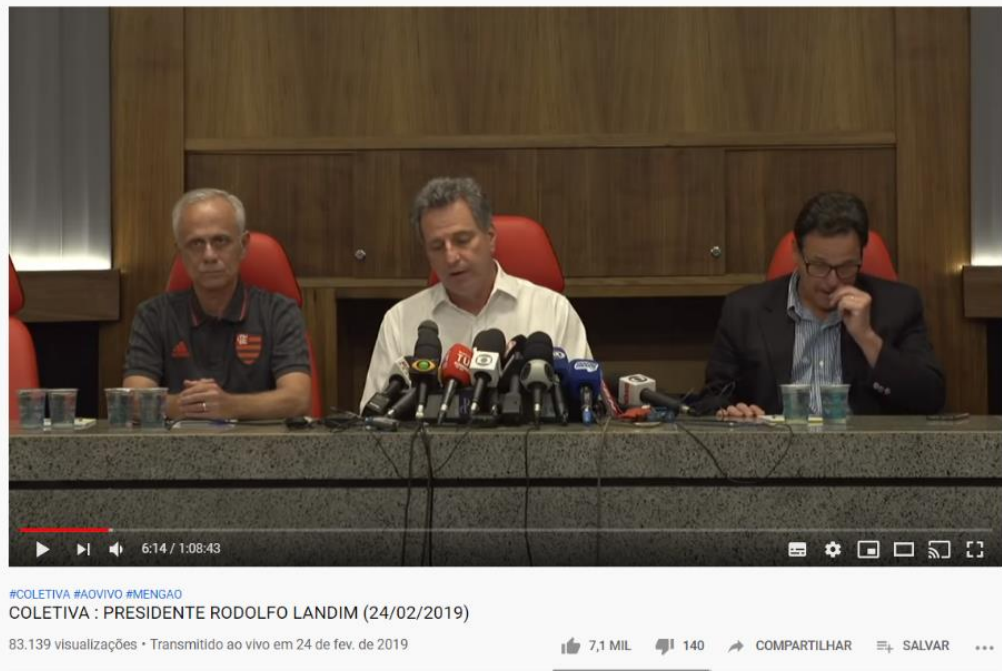 6:14 / 1:08:43
#COLETIVA #AOVIVO #MENGAO
COLETIVA : PRESIDENTE RODOLFO LANDIM (24/02/2019)
83.139 visualizações • Transmitido ao vivo em 24 de fev. de 2019
7,1 MIL 140 COMPARTILHAR SALVAR